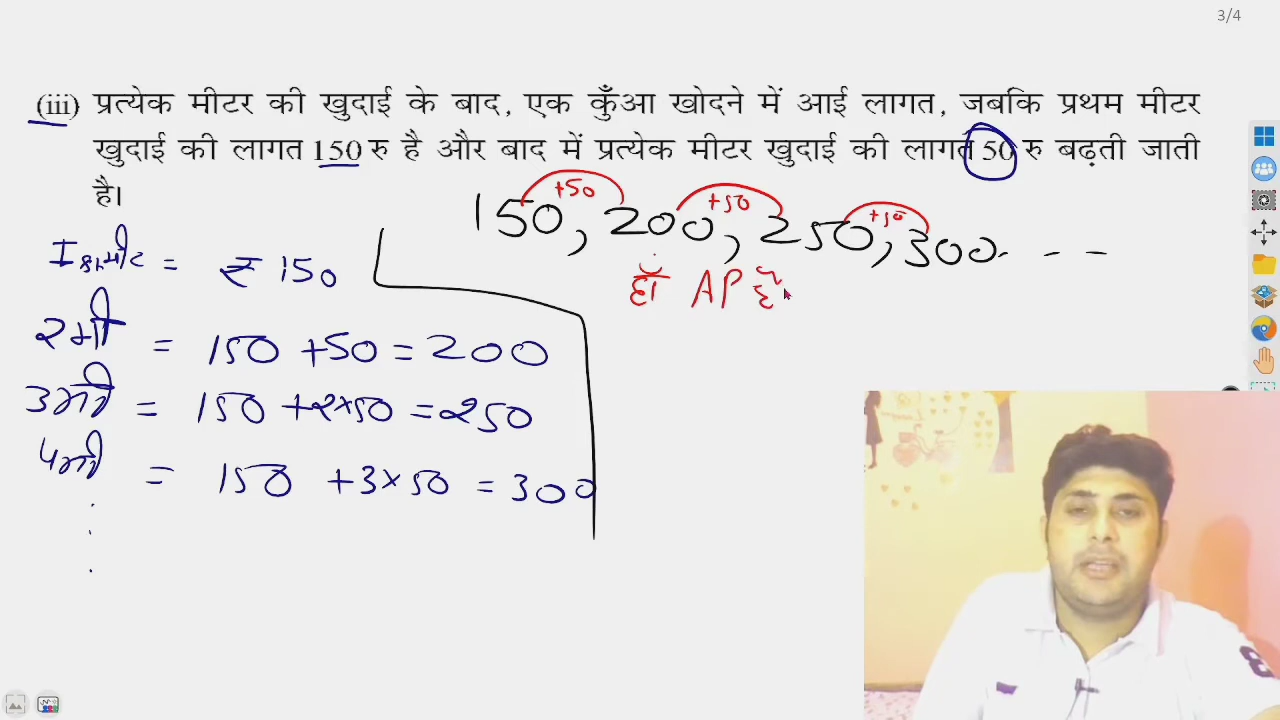 3/4
(iii) प्रत्येक मीटर की खुदाई के बाद, एक कुँआ खोदने में आई लागत, जबकि प्रथम मीटर
खुदाई की लागत 150 रु है और बाद में प्रत्येक मीटर खुदाई की लागत 50 रु बढ़ती जाती
है।
+50 +50 +50
150, 200, 250, 300. - -
हाँ AP है
= ₹ 150
2मी = 150 +50 = 200
3मी = 150 +2×50 = 250
4मी = 150 +3×50 = 300
8